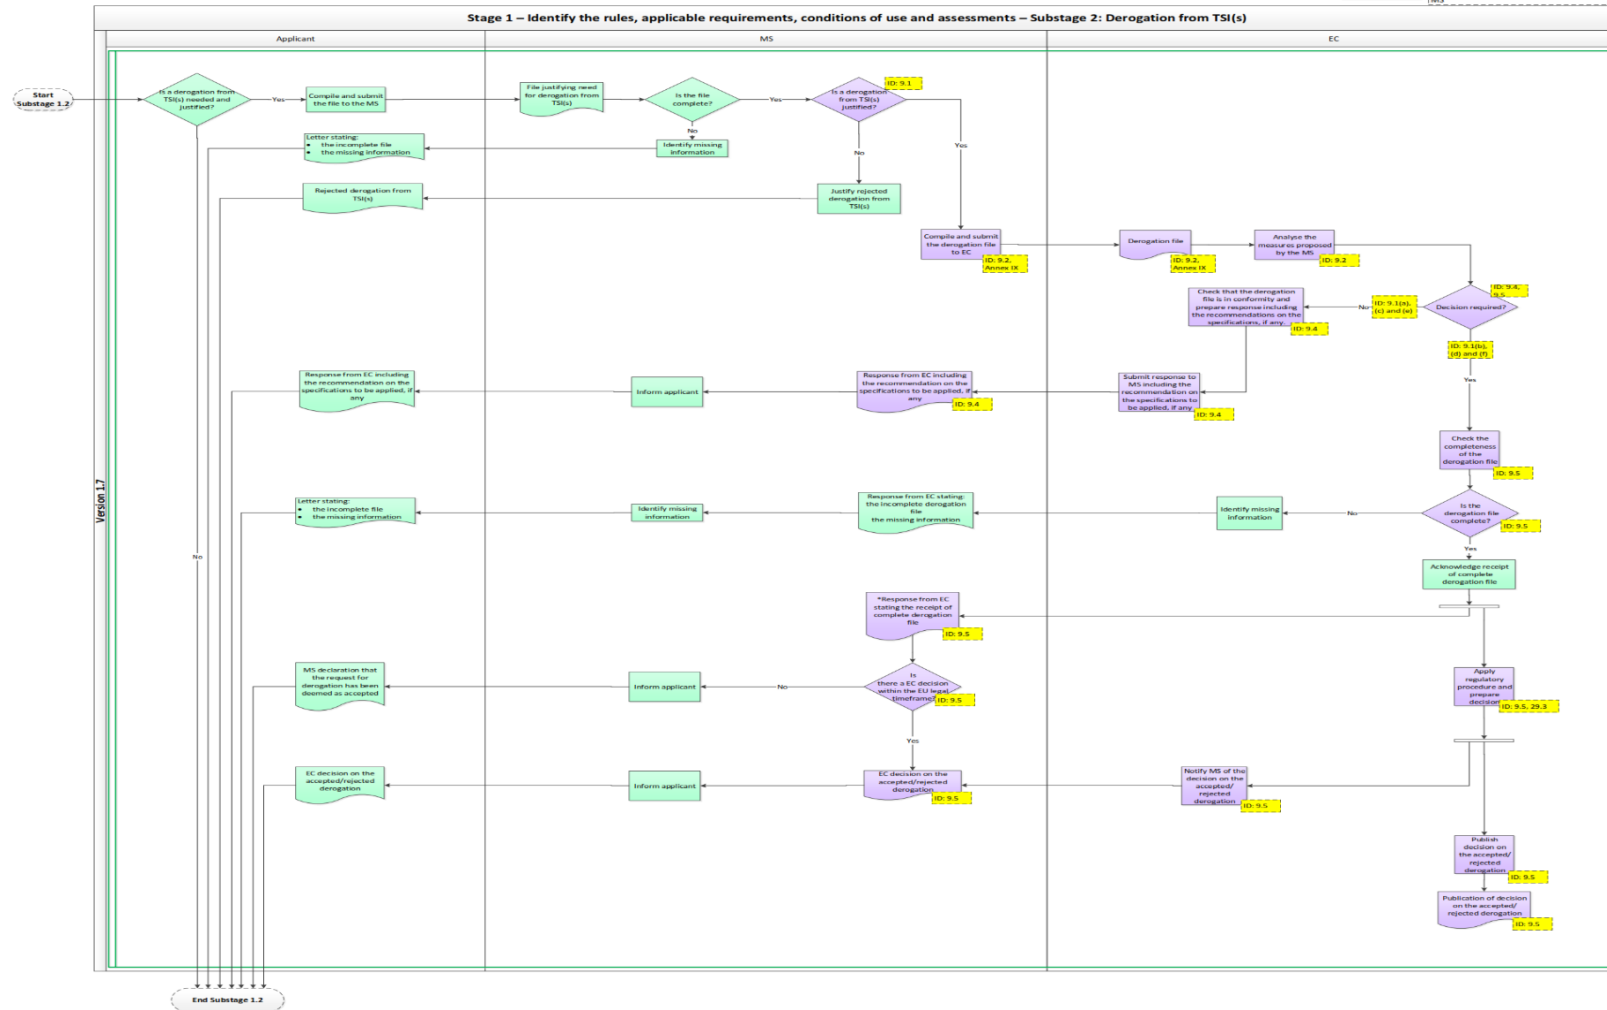 Stage 1 – Identify the rules, applicable requirements, conditions of use and assessments – Substage 2: Derogation from TSI(s)
Applicant
MS
EC
Version 1.7
Start
Substage 1.2
Is a derogation from
TSI(s) needed and
justified?
Yes
Compile and submit
the file to the MS
File justifying need
for derogation from
TSI(s)
Is the file
complete?
Yes
Is a derogation
from TSI(s)
justified?
ID: 9.1
No
Identify missing
information
Letter stating:
• the incomplete file
• the missing information
Yes
No
Rejected derogation from
TSI(s)
Justify rejected
derogation from
TSI(s)
Compile and submit
the derogation file
to EC
ID: 9.2,
Annex IX
Derogation file
ID: 9.2,
Annex IX
Analyse the
measures proposed
by the MS
ID: 9.2
Check that the derogation
file is in conformity and
prepare response including
the recommendations on the
specifications, if any.
ID: 9.4
No
ID: 9.1(a),
(c) and (e)
Decision required?
ID: 9.4,
9.5
ID: 9.1(b),
(d) and (f)
Yes
Response from EC including
the recommendation on the
specifications to be applied, if
any
Inform applicant
Response from EC including
the recommendation on the
specifications to be applied, if
any
ID: 9.4
Submit response to
MS including the
recommendation on
the specifications to
be applied, if any
ID: 9.4
Check the
completeness
of the
derogation file
ID: 9.5
Letter stating:
• the incomplete file
• the missing information
Identify missing
information
Response from EC stating:
the incomplete derogation
file
the missing information
Identify missing
information
No
Is the
derogation file
complete?
ID: 9.5
Yes
No
Acknowledge receipt
of complete
derogation file
*Response from EC
stating the receipt of
complete derogation
file
ID: 9.5
MS declaration that
the request for
derogation has been
deemed as accepted
Inform applicant
No
Is
there a EC decision
within the EU legal
timeframe?
ID: 9.5
Apply
regulatory
procedure and
prepare
decision
ID: 9.5, 29.3
Yes
EC decision on the
accepted/rejected
derogation
Inform applicant
EC decision on the
accepted/rejected
derogation
ID: 9.5
Notify MS of the
decision on the
accepted/
rejected
derogation
ID: 9.5
Publish
decision on
the accepted/
rejected
derogation
ID: 9.5
Publication of decision
on the accepted/
rejected derogation
ID: 9.5
End Substage 1.2